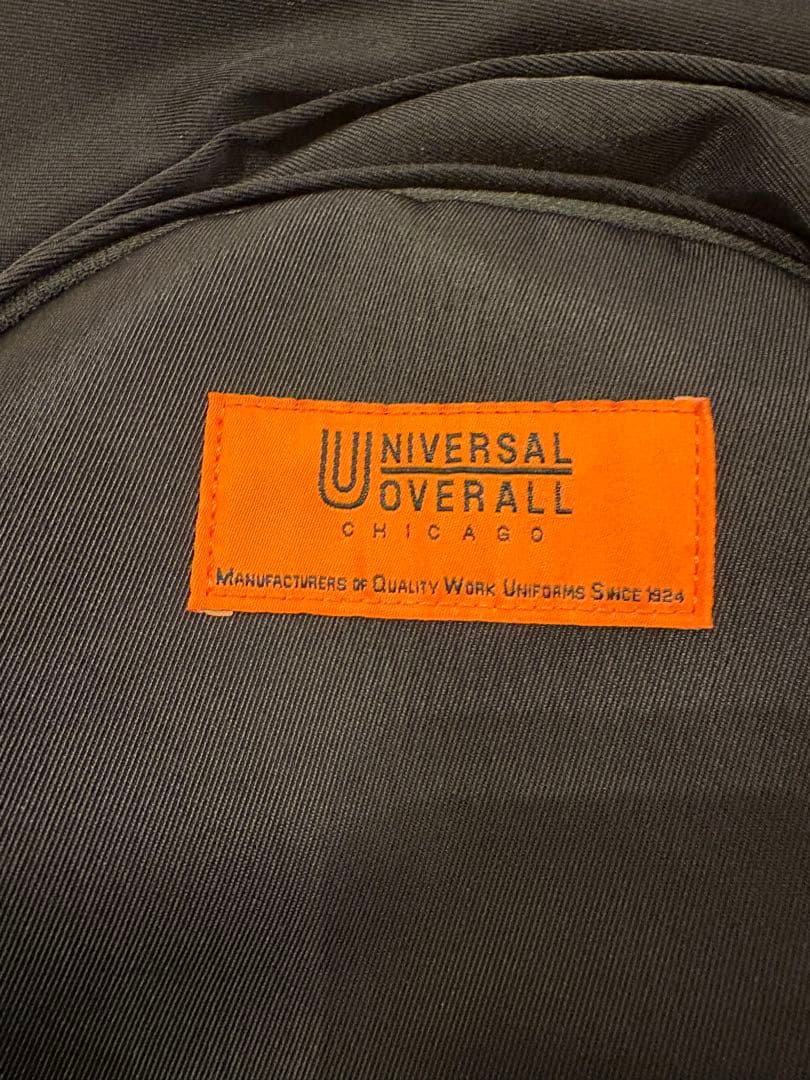 UNIVERSAL
OVERALL
CHICAGO
MANUFACTURERS OF QUALITY WORK UNIFORMS SINCE 1924